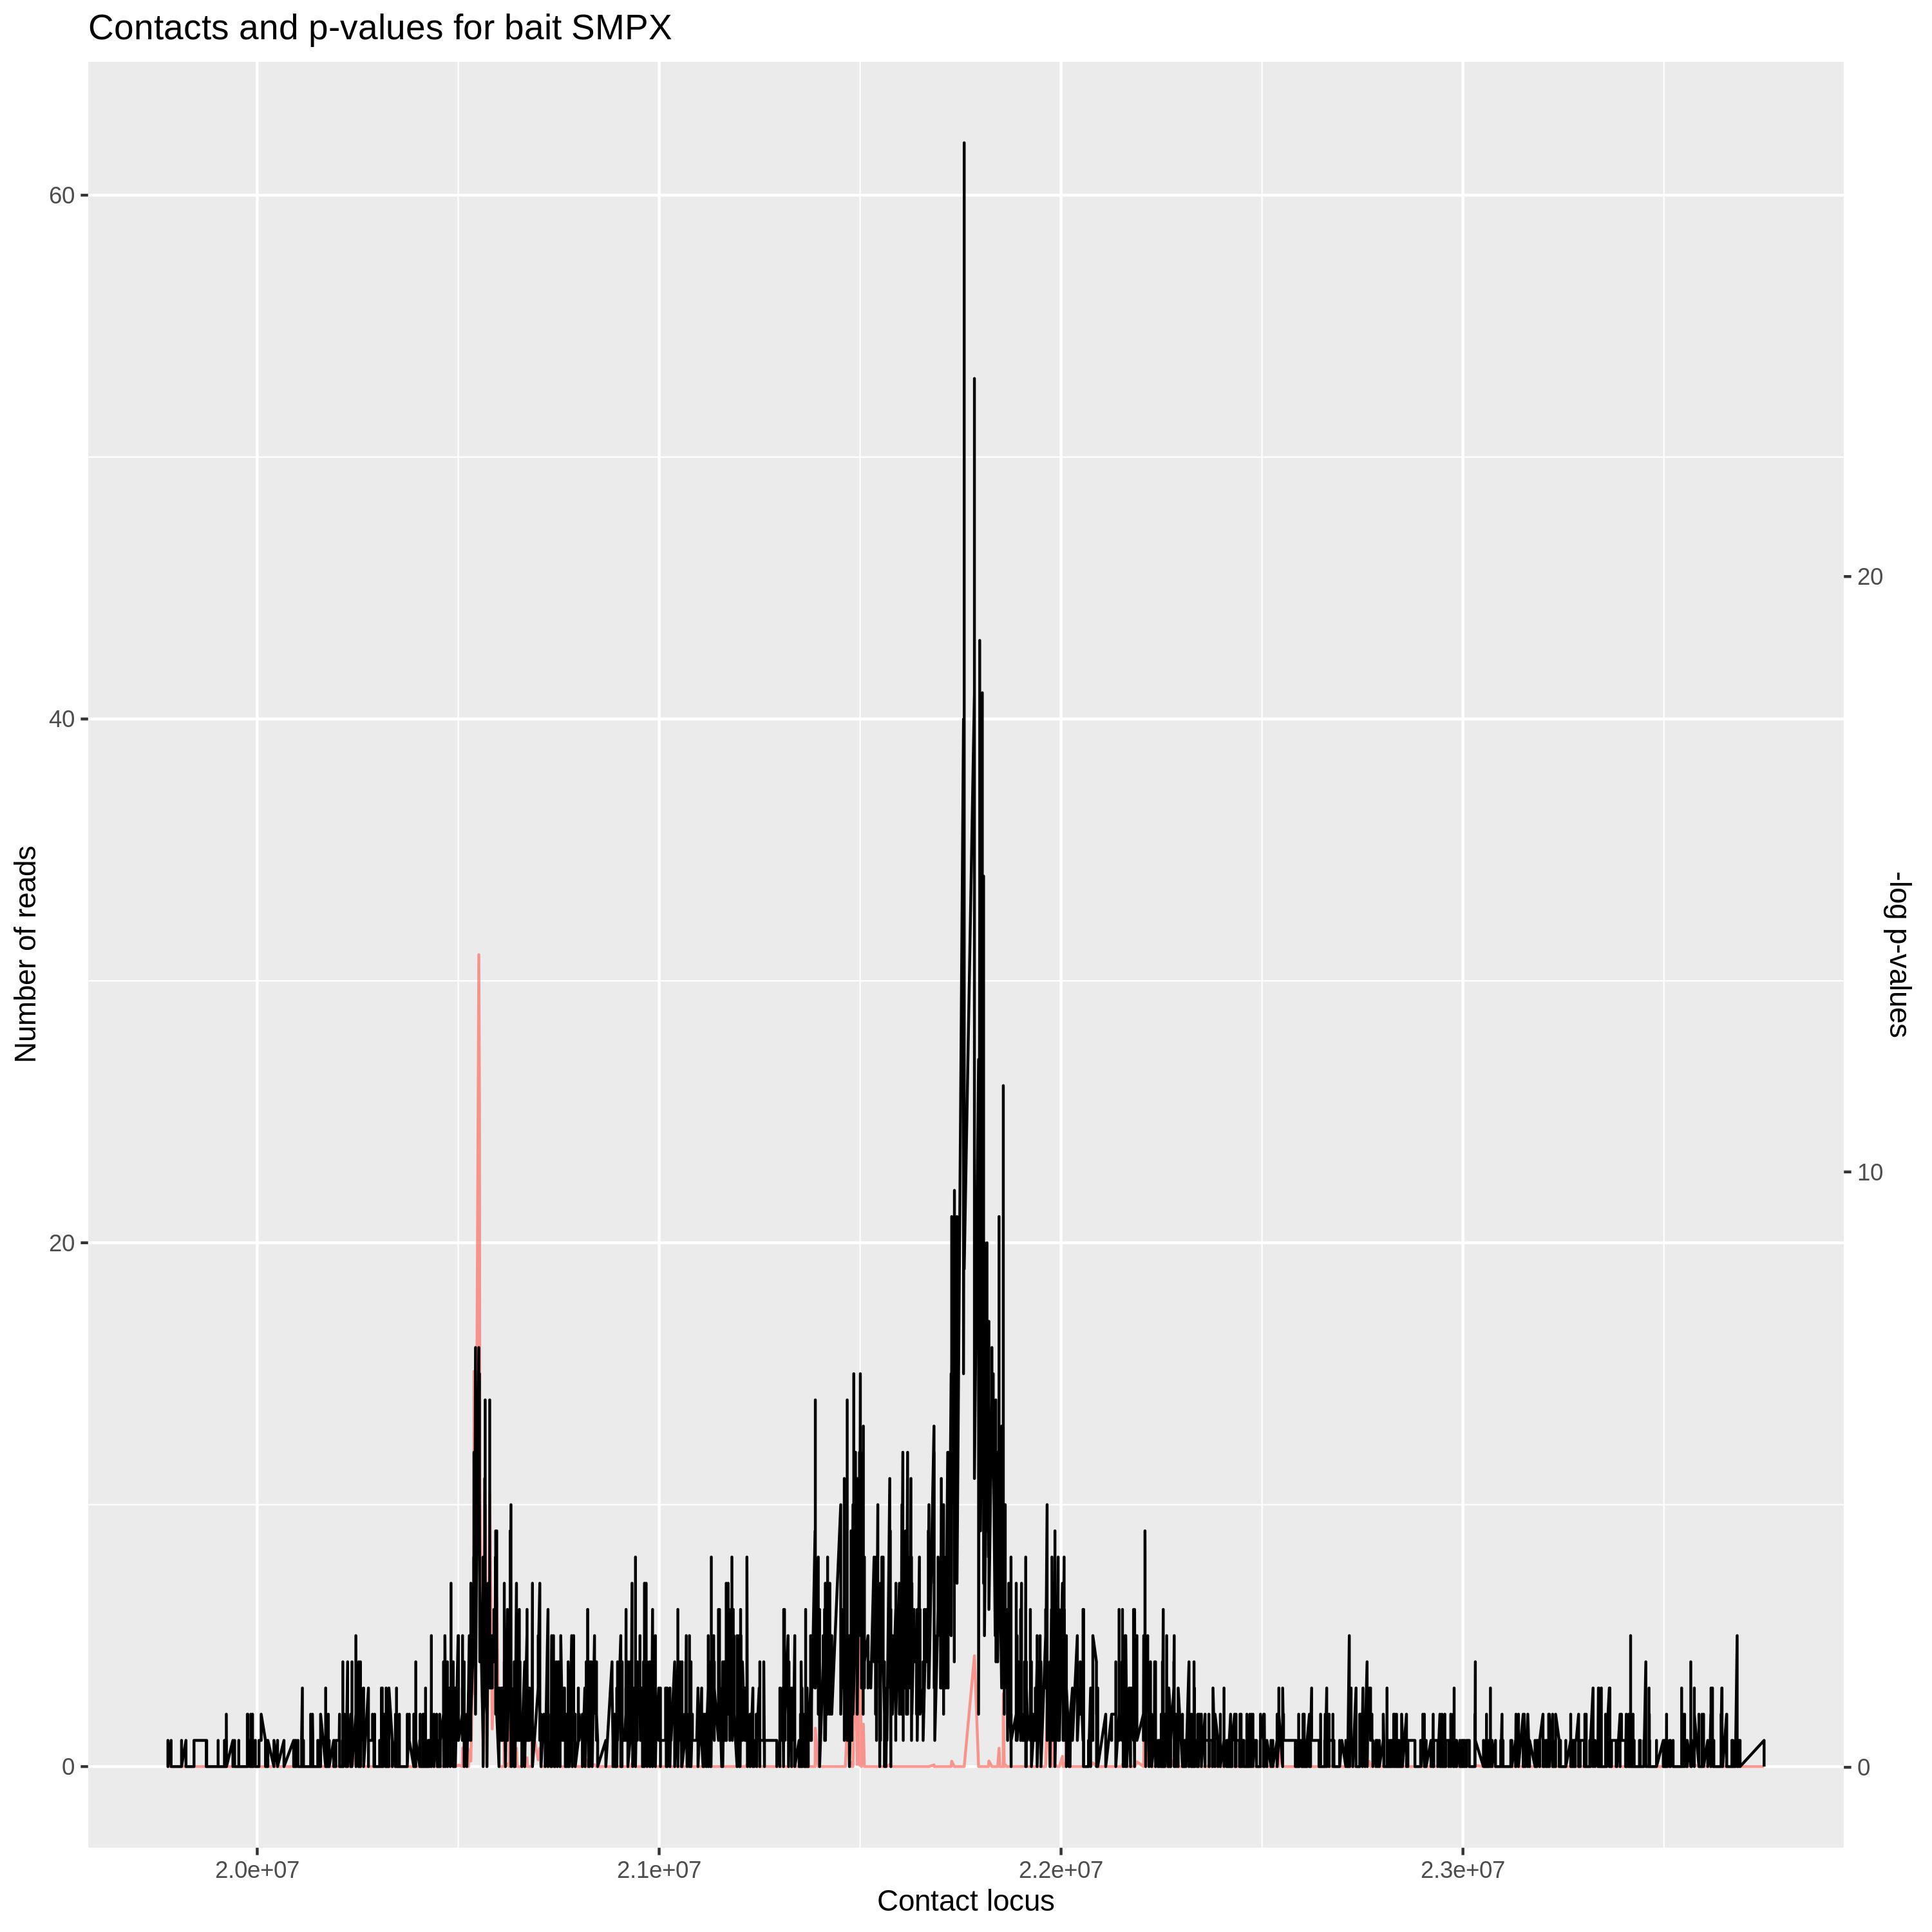 Contacts and p-values for bait SMPX
60
40
20
0
Number of reads
20
10
0
-log p-values
2.0e+07
2.1e+07
2.2e+07
2.3e+07
Contact locus